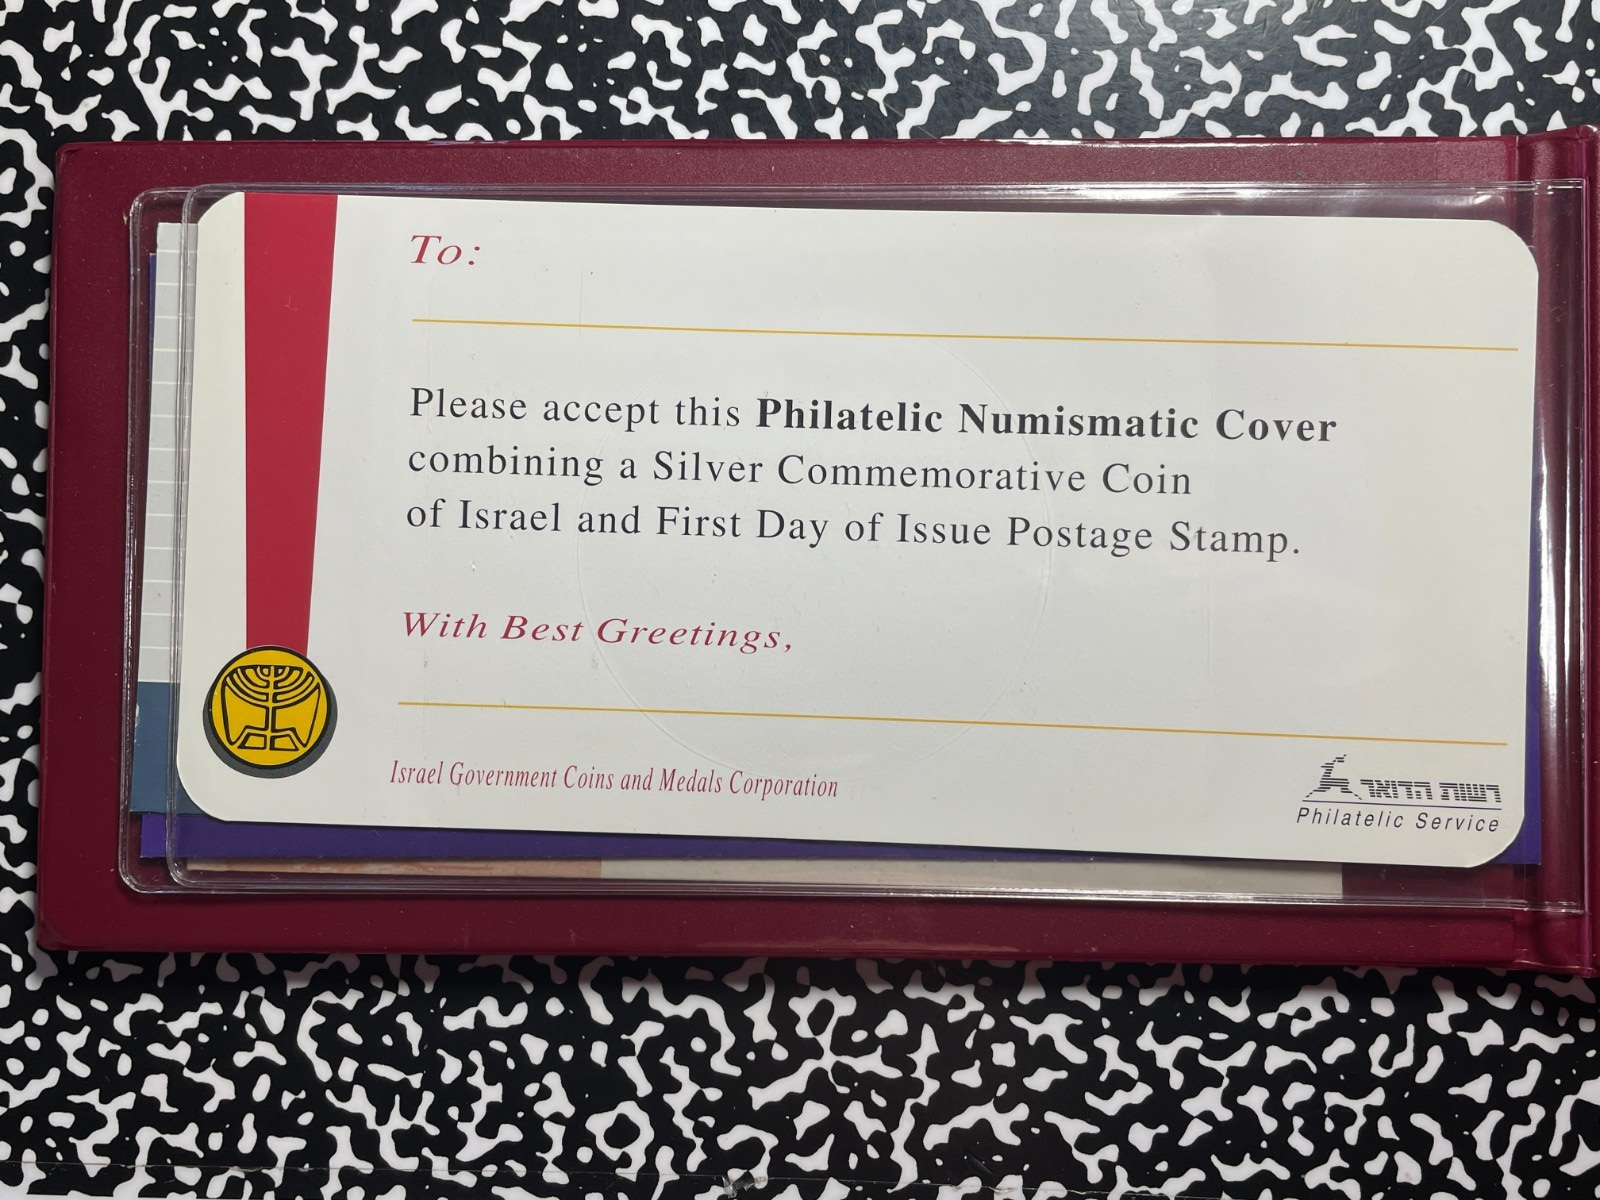 To:
Please accept this Philatelic Numismatic Cover
combining a Silver Commemorative Coin
of Israel and First Day of Issue Postage Stamp.
With Best Greetings,
Israel Government Coins and Medals Corporation
רשות הדואר
Philatelic Service